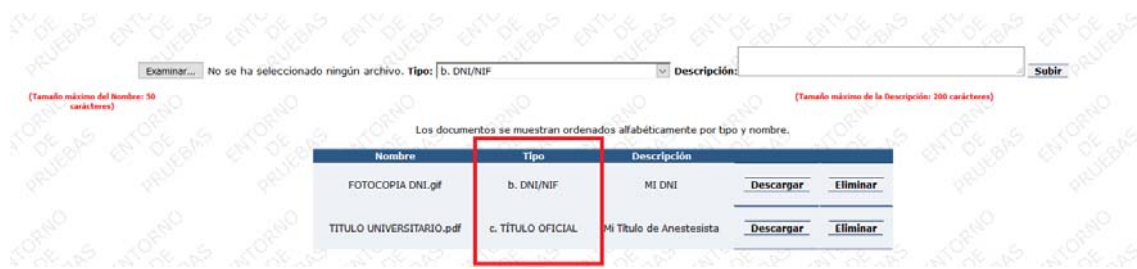 Examinar... No se ha seleccionado ningún archivo. Tipo: b. DNI/NIF Descripción: Subir
(Tamaño máximo del Nombre: 50
carácteres)
(Tamaño máximo de la Descripción: 200 carácteres)
Los documentos se muestran ordenados alfabéticamente por tipo y nombre.
Nombre Tipo Descripción
FOTOCOPIA DNI.gif b. DNI/NIF MI DNI Descargar Eliminar
TITULO UNIVERSITARIO.pdf c. TÍTULO OFICIAL Mi Título de Anestesista Descargar Eliminar
ENTORNO
DE
PRUEBAS